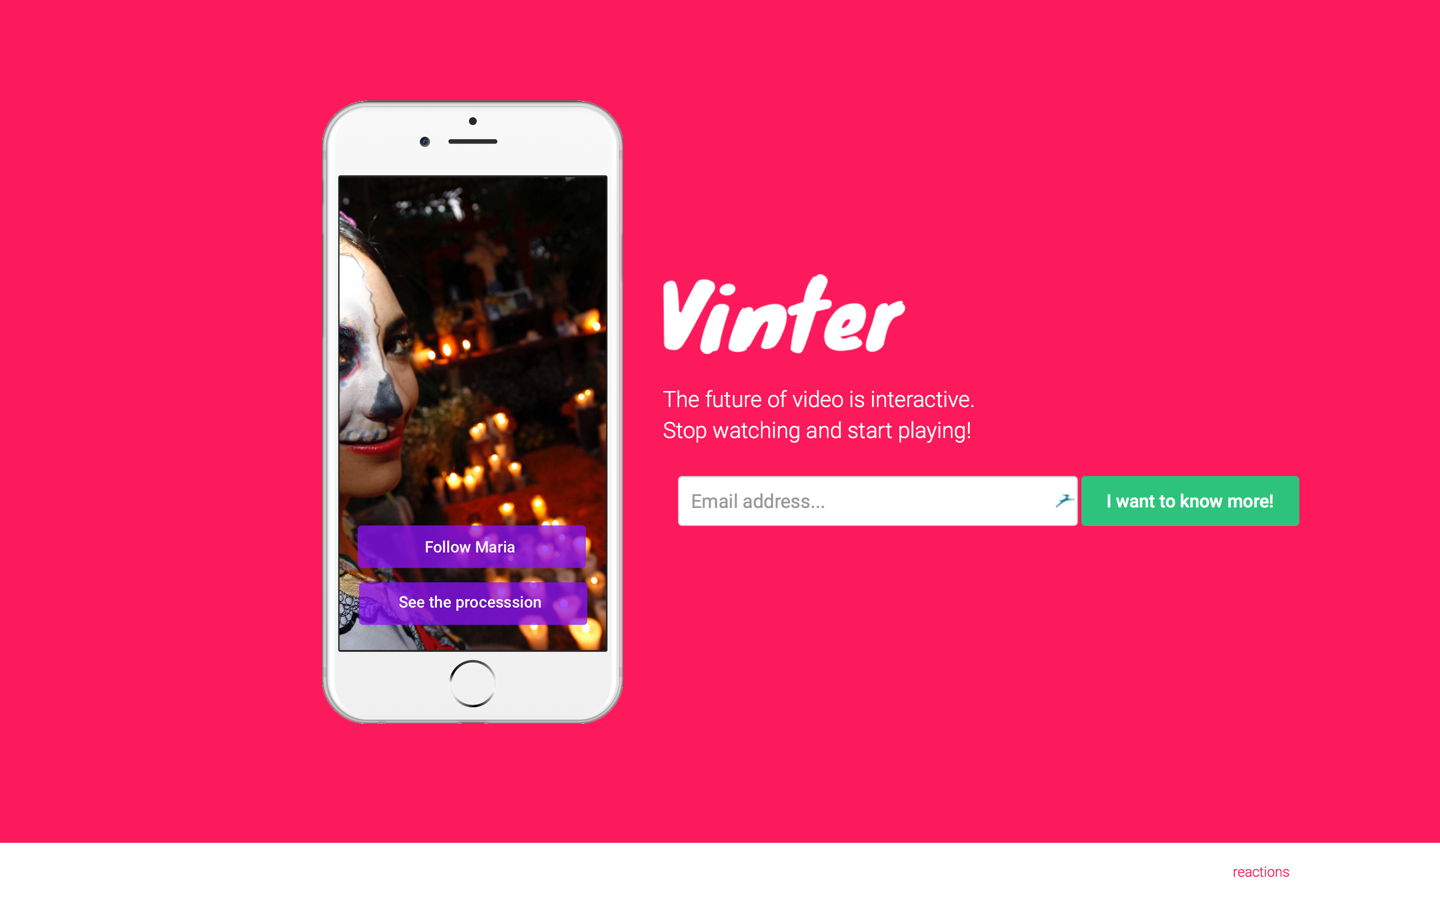 Vinter
The future of video is interactive.
Stop watching and start playing!
Email address...
I want to know more!
Follow Maria
See the processsion
reactions